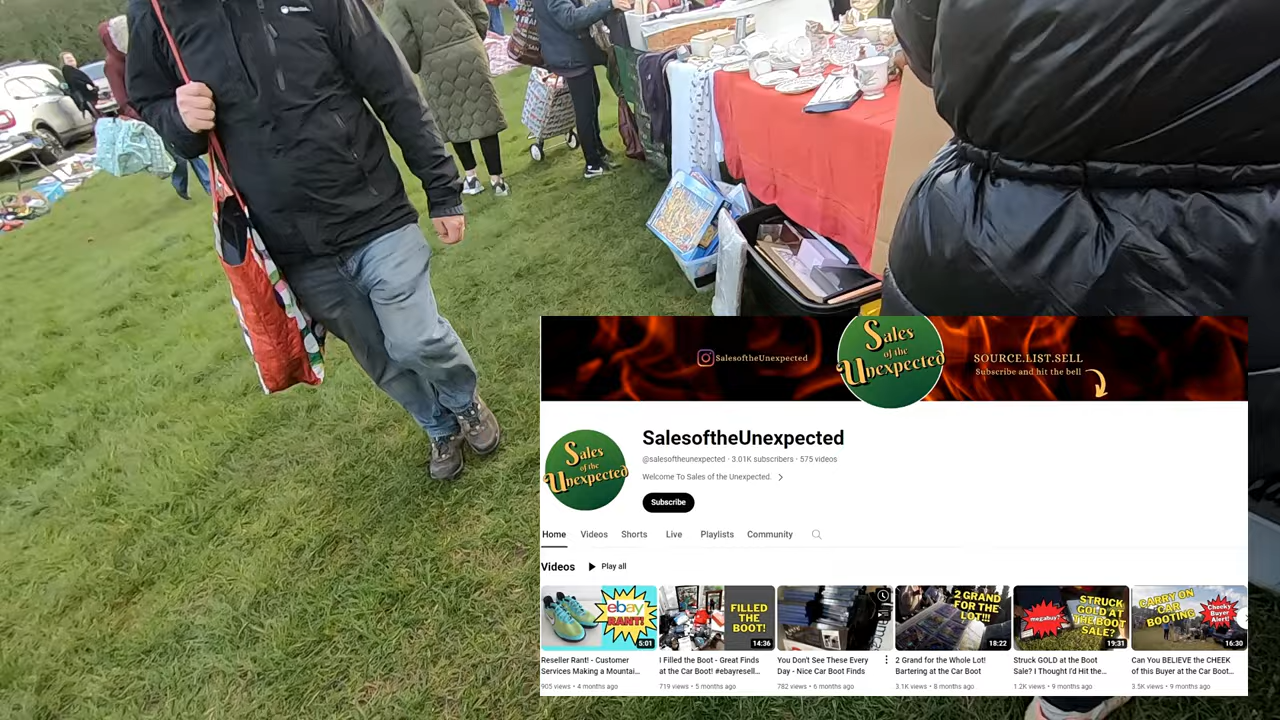 SalesoftheUnexpected
Sales
of the
Unexpected
SOURCE.LIST.SELL
Subscribe and hit the bell
Sales
of the
Unexpected
SalesoftheUnexpected
@salesoftheunexpected · 3.01K subscribers · 575 videos
Welcome To Sales of the Unexpected.
Subscribe
Home Videos Shorts Live Playlists Community
Videos Play all
ebay
RANT!
5:01
FILLED
THE
BOOT!
14:36
2 GRAND
FOR THE
LOT!!!
18:22
megabuy?
STRUCK
GOLD AT
THE BOOT
SALE?
19:31
CARRY ON
CAR
BOOTING
Cheeky
Buyer
Alert!
16:30
Reseller Rant! - Customer
Services Making a Mountai...
905 views • 4 months ago
I Filled the Boot - Great Finds
at the Car Boot! #ebayresell...
719 views • 5 months ago
You Don't See These Every
Day - Nice Car Boot Finds
782 views • 6 months ago
2 Grand for the Whole Lot!
Bartering at the Car Boot
3.1K views • 8 months ago
Struck GOLD at the Boot
Sale? I Thought I'd Hit the...
1.2K views • 9 months ago
Can You BELIEVE the CHEEK
of this Buyer at the Car Boot...
3.5K views • 9 months ago